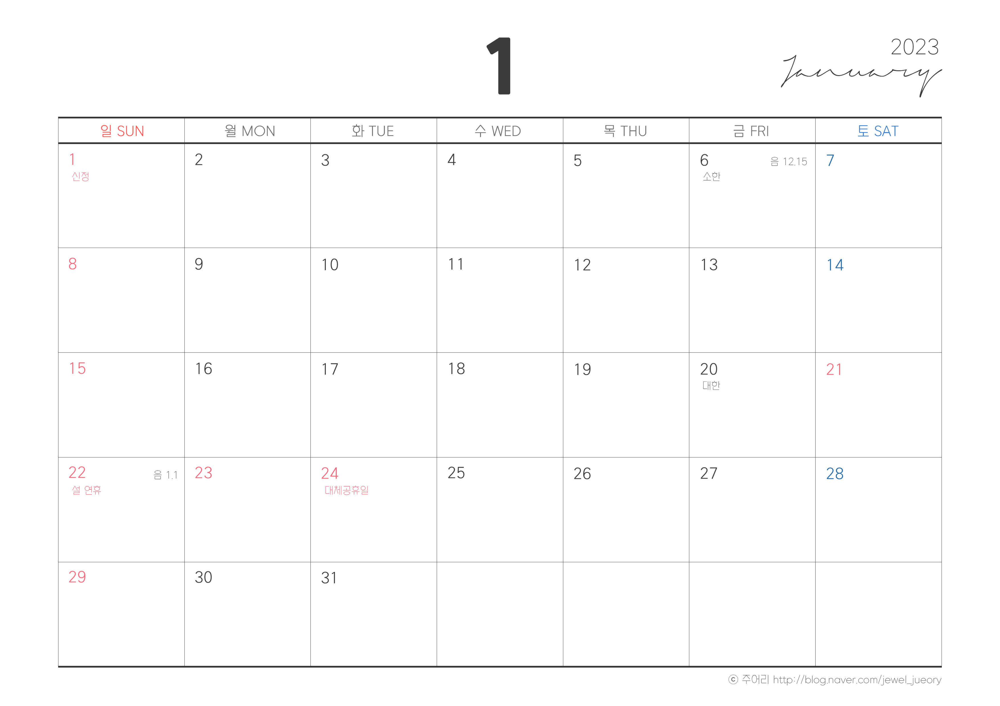 1
2023
January
일 SUN 월 MON 화 TUE 수 WED 목 THU 금 FRI 토 SAT
1 2 3 4 5 6 음 12.15 7
신정 소한
8 9 10 11 12 13 14
15 16 17 18 19 20 21
대한
22 음 1.1 23 24 25 26 27 28
설 연휴 대체공휴일
29 30 31
ⓒ 주어리 http://blog.naver.com/jewel_jueory